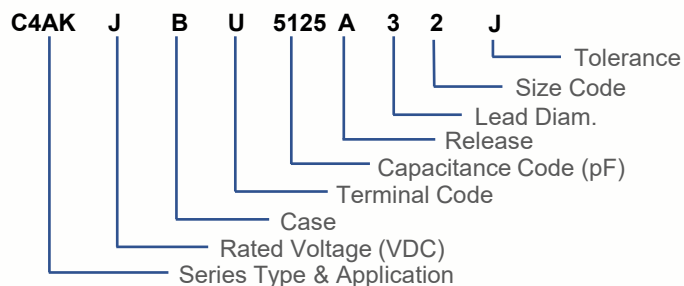 C4AK J B U 5125 A 3 2 J
Tolerance
Size Code
Lead Diam.
Release
Capacitance Code (pF)
Terminal Code
Case
Rated Voltage (VDC)
Series Type & Application